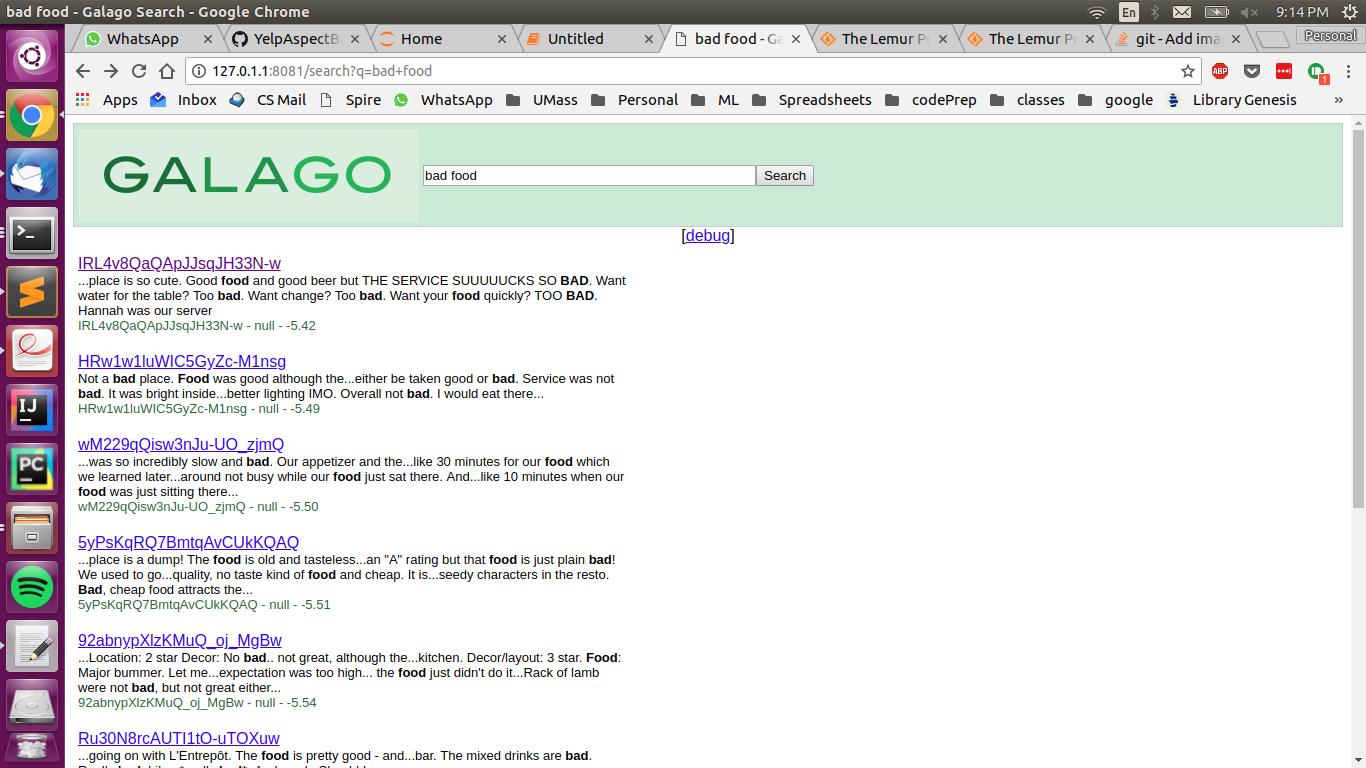 bad food - Galago Search - Google Chrome
En
9:14 PM
WhatsApp
YelpAspectB
Home
Untitled
bad food - Ga
The Lemur Pr
The Lemur Pr
git - Add ima
Personal
127.0.1.1:8081/search?q=bad+food
ABP
1
Apps
Inbox
CS Mail
Spire
WhatsApp
UMass
Personal
ML
Spreadsheets
codePrep
classes
google
Library Genesis
»
GALAGO
bad food
Search
[debug]
IRL4v8QaQApJJsqJH33N-w
...place is so cute. Good food and good beer but THE SERVICE SUUUUUCKS SO BAD. Want
water for the table? Too bad. Want change? Too bad. Want your food quickly? TOO BAD.
Hannah was our server
IRL4v8QaQApJJsqJH33N-w - null - -5.42
HRw1w1luWIC5GyZc-M1nsg
Not a bad place. Food was good although the...either be taken good or bad. Service was not
bad. It was bright inside...better lighting IMO. Overall not bad. I would eat there...
HRw1w1luWIC5GyZc-M1nsg - null - -5.49
wM229qQisw3nJu-UO_zjmQ
...was so incredibly slow and bad. Our appetizer and the...like 30 minutes for our food which
we learned later...around not busy while our food just sat there. And...like 10 minutes when our
food was just sitting there...
wM229qQisw3nJu-UO_zjmQ - null - -5.50
5yPsKqRQ7BmtqAvCUkKQAQ
...place is a dump! The food is old and tasteless...an "A" rating but that food is just plain bad!
We used to go...quality, no taste kind of food and cheap. It is...seedy characters in the resto.
Bad, cheap food attracts the...
5yPsKqRQ7BmtqAvCUkKQAQ - null - -5.51
92abnypXlzKMuQ_oj_MgBw
...Location: 2 star Decor: No bad.. not great, although the...kitchen. Decor/layout: 3 star. Food:
Major bummer. Let me...expectation was too high... the food just didn't do it...Rack of lamb
were not bad, but not great either...
92abnypXlzKMuQ_oj_MgBw - null - -5.54
Ru30N8rcAUTI1tO-uTOXuw
...going on with L'Entrepôt. The food is pretty good - and...bar. The mixed drinks are bad.
IJ
PC